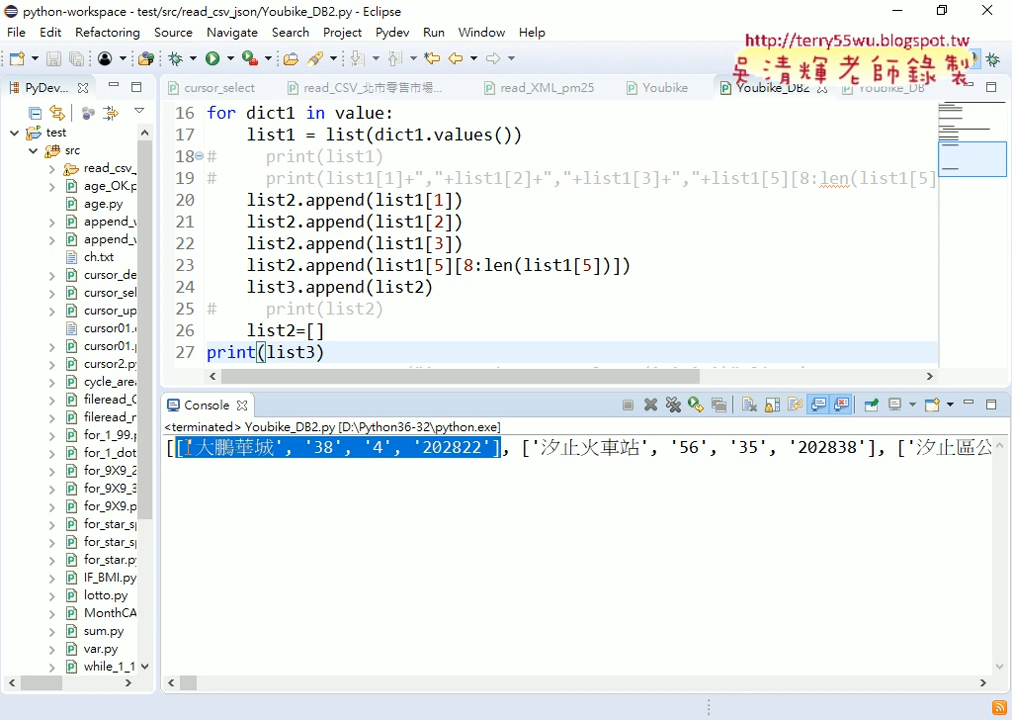 python-workspace - test/src/read_csv_json/Youbike_DB2.py - Eclipse
File Edit Refactoring Source Navigate Search Project Pydev Run Window Help
http://terry55wu.blogspot.tw
吳清輝老師錄製
PyDev...
cursor_select
read_CSV_北市零售市場...
read_XML_pm25
Youbike
Youbike_DB2
Youbike_DB
test
src
read_csv_
age_OK.p
age.py
append_v
append_v
ch.txt
cursor_de
cursor_sel
cursor_up
cursor01.
cursor01.p
cursor2.py
cycle_area
fileread_C
fileread_r
for_1_99.p
for_1_dot
for_9X9_2
for_9X9_3
for_9X9.p
for_star_sp
for_star_sp
for_star.py
IF_BMI.py
lotto.py
MonthCA
sum.py
var.py
while_1_1
16 for dict1 in value:
17 list1 = list(dict1.values())
18 # print(list1)
19 # print(list1[1]+","+list1[2]+","+list1[3]+","+list1[5][8:len(list1[5]
20 list2.append(list1[1])
21 list2.append(list1[2])
22 list2.append(list1[3])
23 list2.append(list1[5][8:len(list1[5])])
24 list3.append(list2)
25 # print(list2)
26 list2=[]
27 print(list3)
Console
<terminated> Youbike_DB2.py [D:\Python36-32\python.exe]
[['大鵬華城', '38', '4', '202822'], ['汐止火車站', '56', '35', '202838'], ['汐止區公